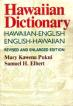 Hawaiian
Dictionary
HAWAIIAN-ENGLISH
ENGLISH-HAWAIIAN
REVISED AND ENLARGED EDITION
Mary Kawena Pukui
Samuel H. Elbert